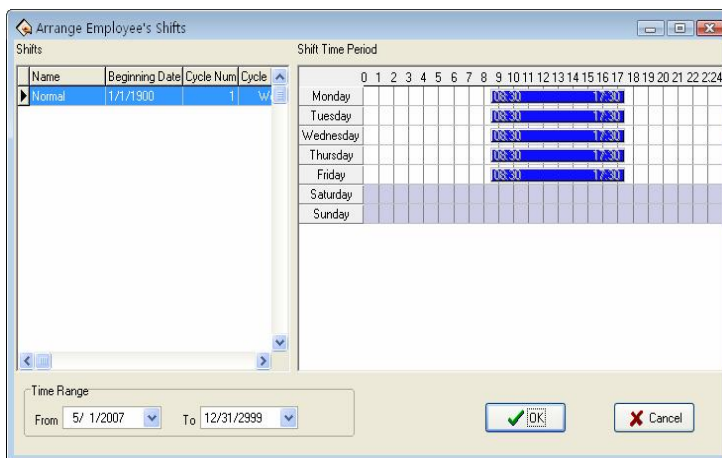 Arrange Employee's Shifts
Shifts
Shift Time Period
Name Beginning Date Cycle Num Cycle
Normal 1/1/1900 1
0 1 2 3 4 5 6 7 8 9 10 11 12 13 14 15 16 17 18 19 20 21 22 23 24
Monday 08:30 17:30
Tuesday 08:30 17:30
Wednesday 08:30 17:30
Thursday 08:30 17:30
Friday 08:30 17:30
Saturday
Sunday
Time Range
From 5/ 1/2007 To 12/31/2999
OK Cancel